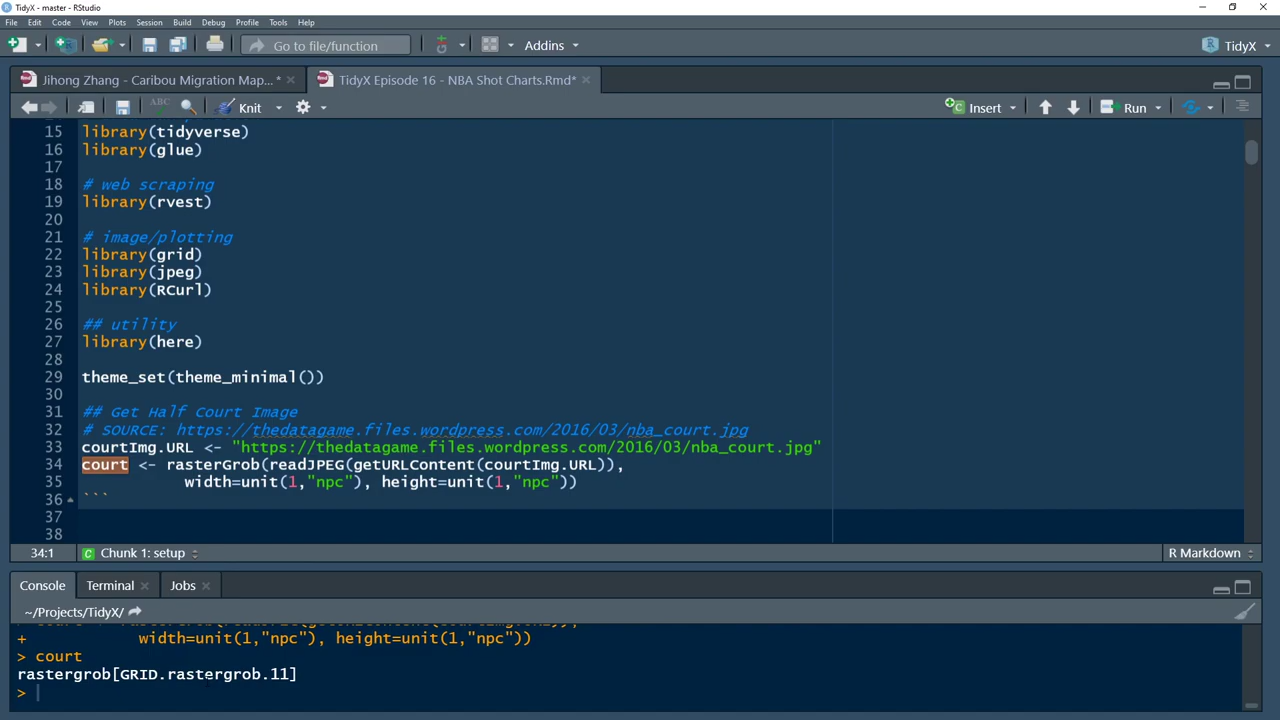 TidyX - master - RStudio
File Edit Code View Plots Session Build Debug Profile Tools Help
Go to file/function Addins TidyX
Jihong Zhang - Caribou Migration Map...* TidyX Episode 16 - NBA Shot Charts.Rmd*
ABC Knit Insert Run
15 library(tidyverse)
16 library(glue)
17
18 # web scraping
19 library(rvest)
20
21 # image/plotting
22 library(grid)
23 library(jpeg)
24 library(RCurl)
25
26 ## utility
27 library(here)
28
29 theme_set(theme_minimal())
30
31 ## Get Half Court Image
32 # SOURCE: https://thedatagame.files.wordpress.com/2016/03/nba_court.jpg
33 courtImg.URL <- "https://thedatagame.files.wordpress.com/2016/03/nba_court.jpg"
34 court <- rasterGrob(readJPEG(getURLContent(courtImg.URL)),
35 width=unit(1,"npc"), height=unit(1,"npc"))
36 ```
37
38
34:1 Chunk 1: setup R Markdown
Console Terminal Jobs
~/Projects/TidyX/
+ width=unit(1,"npc"), height=unit(1,"npc"))
> court
rastergrob[GRID.rastergrob.11]
>